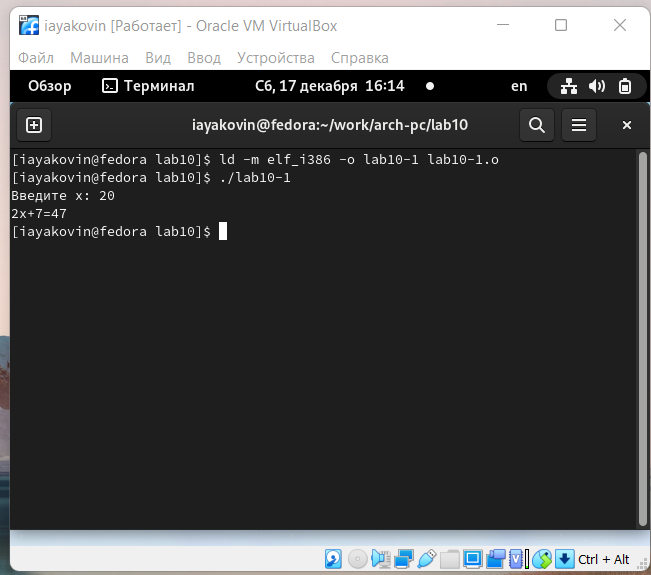 iayakovin [Работает] - Oracle VM VirtualBox
Файл Машина Вид Ввод Устройства Справка
Обзор Терминал Сб, 17 декабря 16:14 en
iayakovin@fedora:~/work/arch-pc/lab10
[iayakovin@fedora lab10]$ ld -m elf_i386 -o lab10-1 lab10-1.o
[iayakovin@fedora lab10]$ ./lab10-1
Введите x: 20
2x+7=47
[iayakovin@fedora lab10]$
Ctrl + Alt